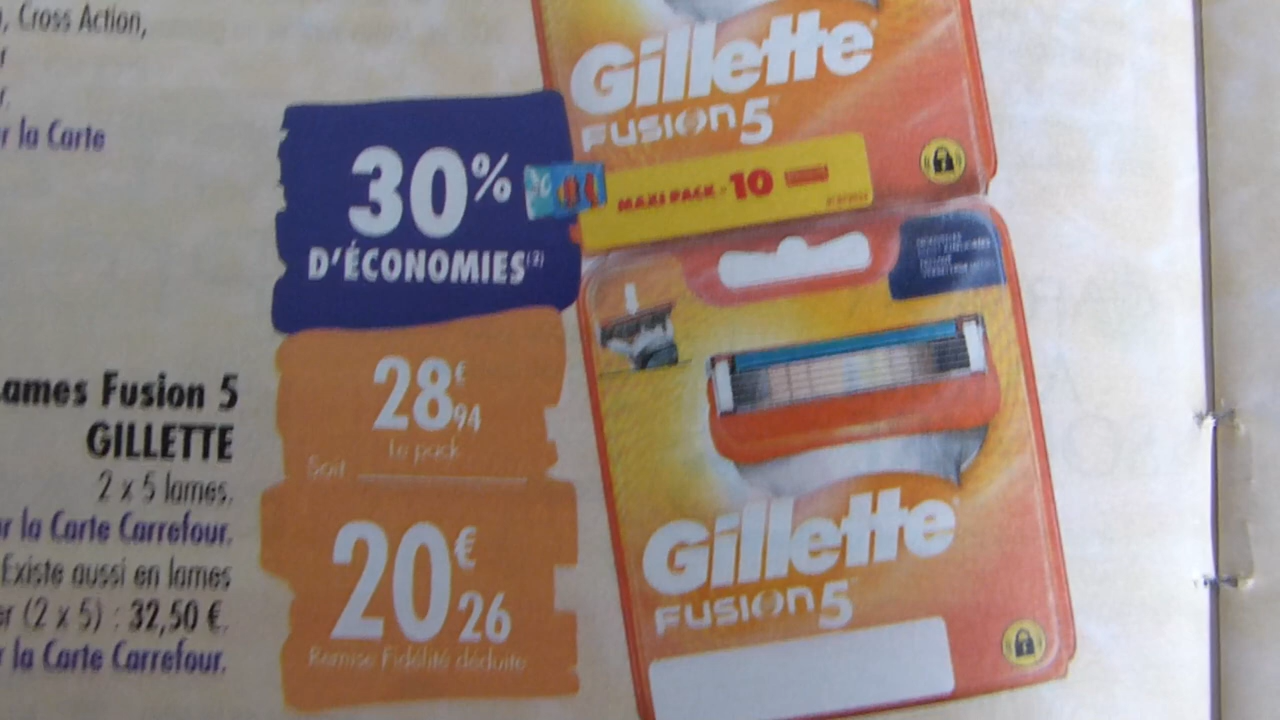 , Cross Action,
r la Carte
Gillette
FUSION5
MAXI PACK = 10
30%
D'ÉCONOMIES(2)
28€94
Le pack
Soit
20€26
Remise Fidélité déduite
ames Fusion 5
GILLETTE
2 x 5 lames.
r la Carte Carrefour.
Existe aussi en lames
er (2 x 5) : 32,50 €.
r la Carte Carrefour.
Gillette
FUSION5